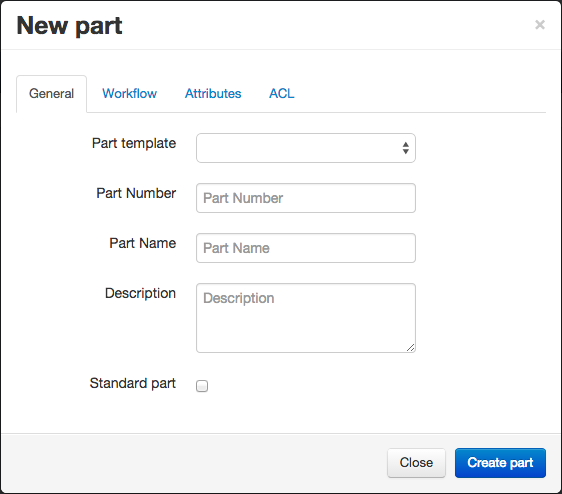 New part
×
General Workflow Attributes ACL
Part template
Part Number Part Number
Part Name Part Name
Description Description
Standard part
Close Create part